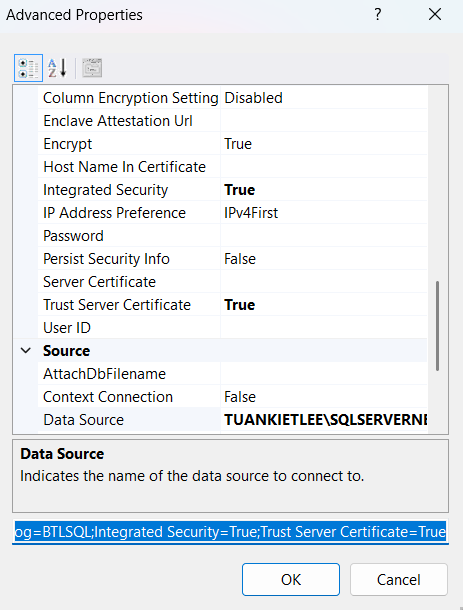 Advanced Properties
Column Encryption Setting Disabled
Enclave Attestation Url
Encrypt True
Host Name In Certificate
Integrated Security True
IP Address Preference IPv4First
Password
Persist Security Info False
Server Certificate
Trust Server Certificate True
User ID
Source
AttachDbFilename
Context Connection False
Data Source TUANKIETLEE\SQLSERVERNE
Data Source
Indicates the name of the data source to connect to.
og=BTLSQL;Integrated Security=True;Trust Server Certificate=True
OK Cancel